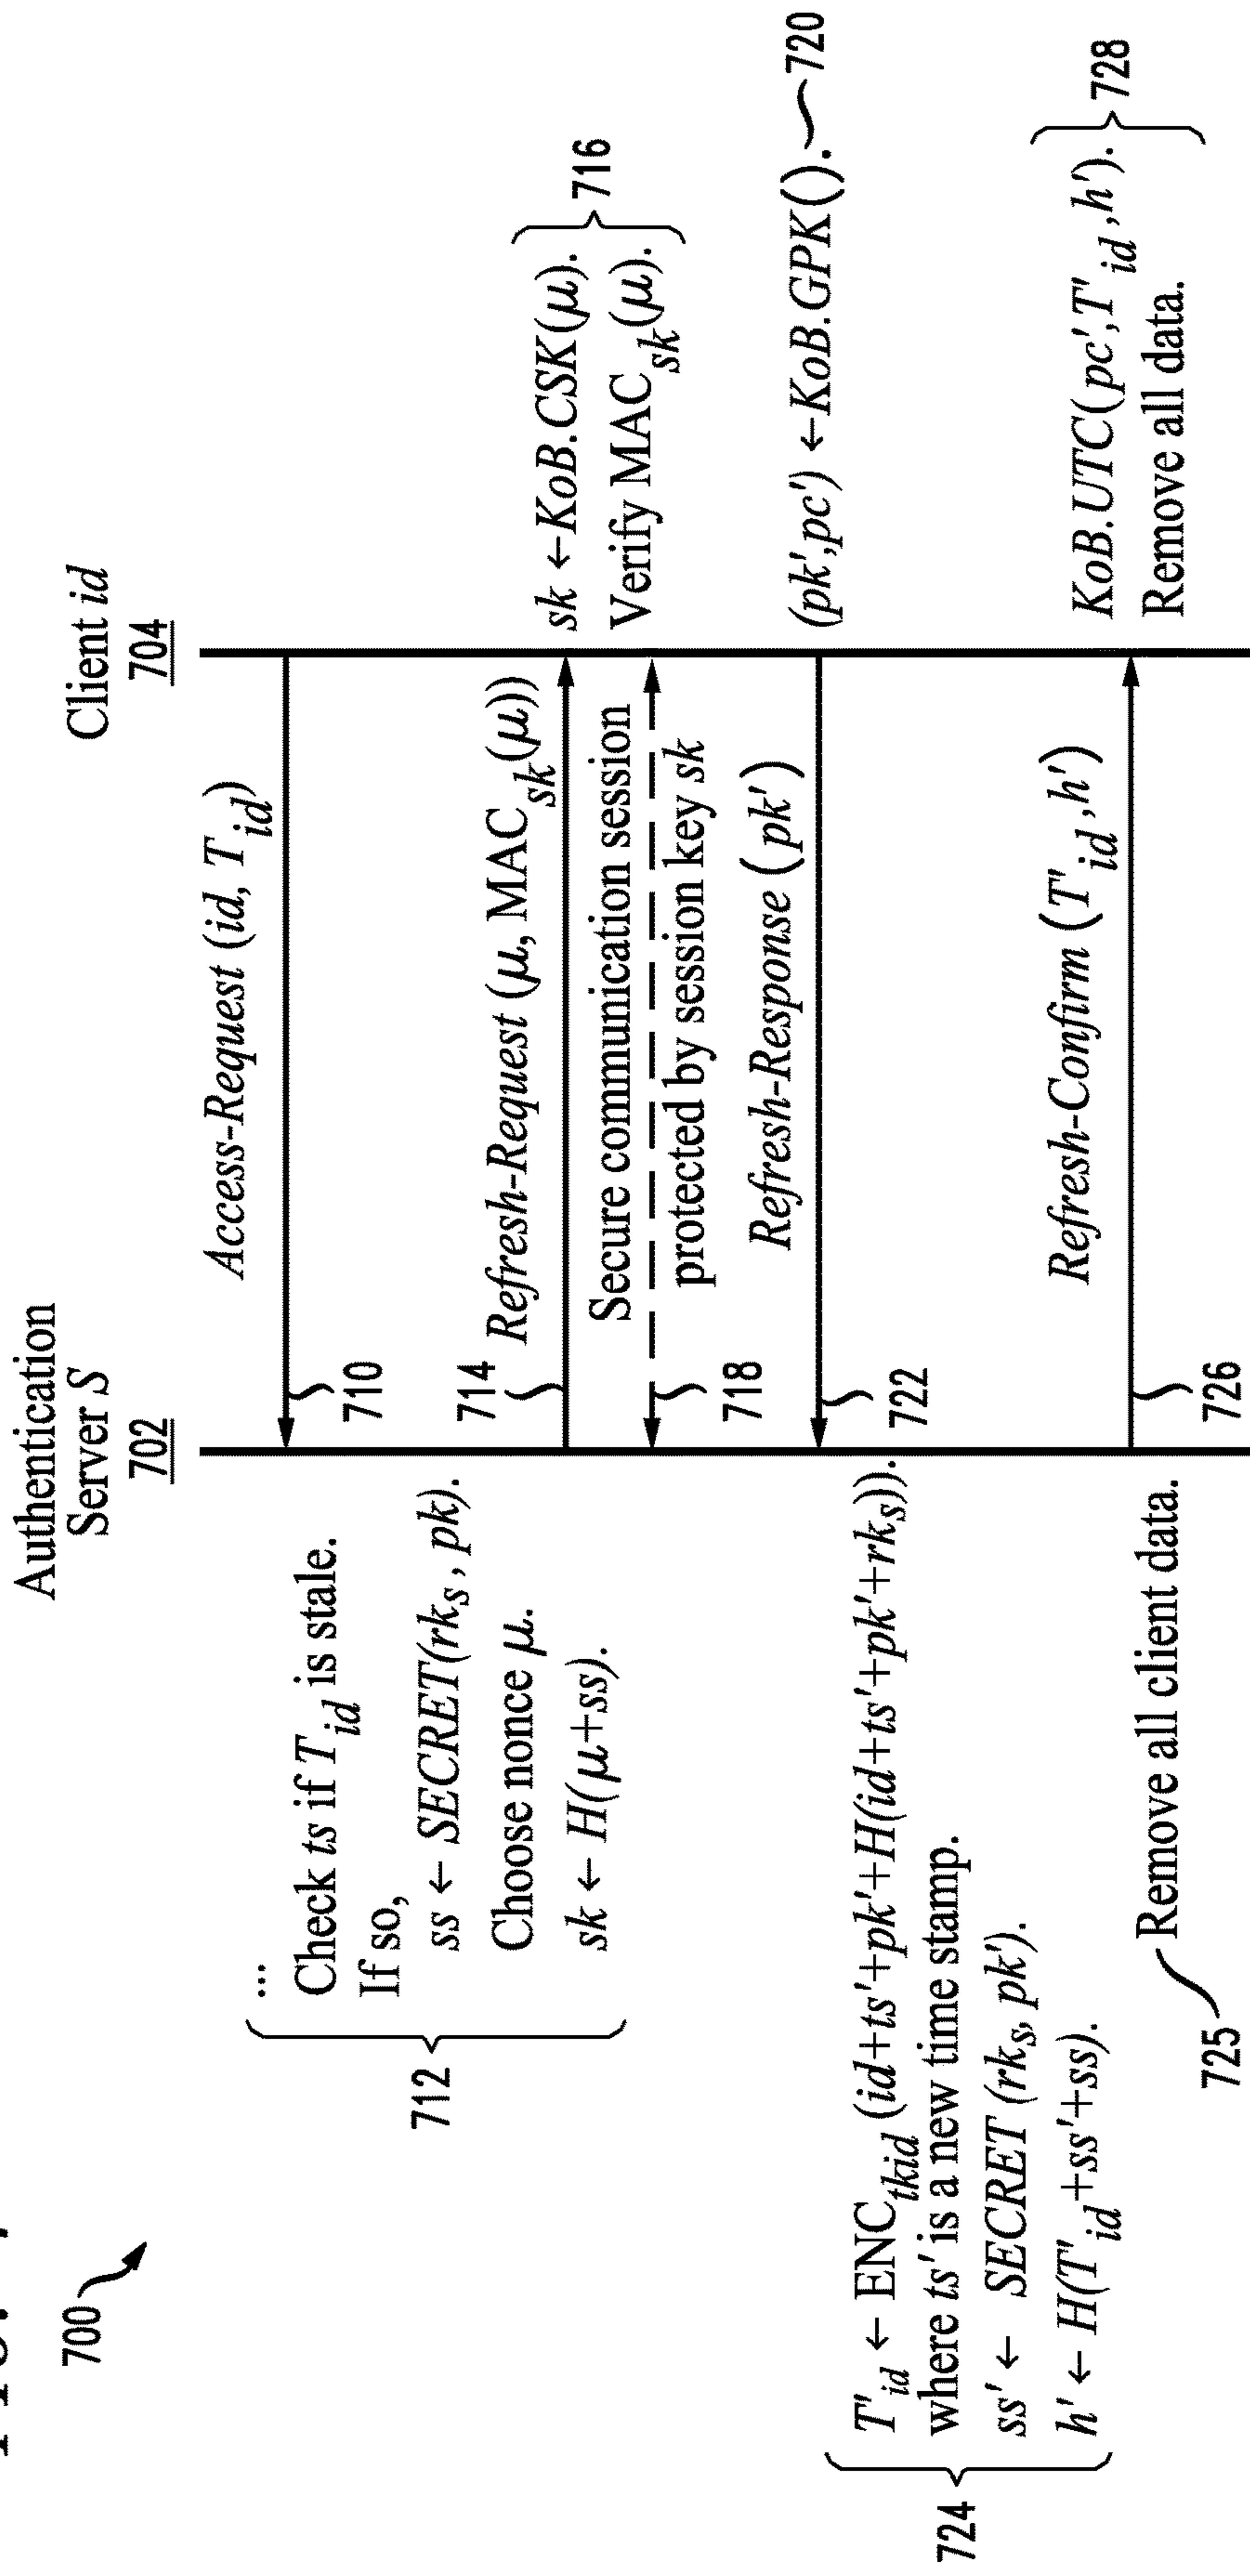 700
Authentication
Server S
702
Client id
704
Access-Request (id, T_id)
710
...
Check ts if T_id is stale.
If so,
ss ← SECRET(rk_s, pk).
Choose nonce μ.
sk ← H(μ+ss).
712
714
Refresh-Request (μ, MAC_sk(μ))
sk ←KoB.CSK(μ).
Verify MAC_sk(μ).
716
Secure communication session
protected by session key sk
718
(pk',pc') ←KoB.GPK().
720
Refresh-Response (pk')
722
T'_id ← ENC_tkid (id+ts'+pk'+H(id+ts'+pk'+rk_s)).
where ts' is a new time stamp.
ss' ← SECRET (rk_s, pk').
h' ← H(T'_id+ss'+ss).
724
Refresh-Confirm (T'_id,h')
726
Remove all client data.
725
KoB.UTC(pc',T'_id,h').
Remove all data.
728